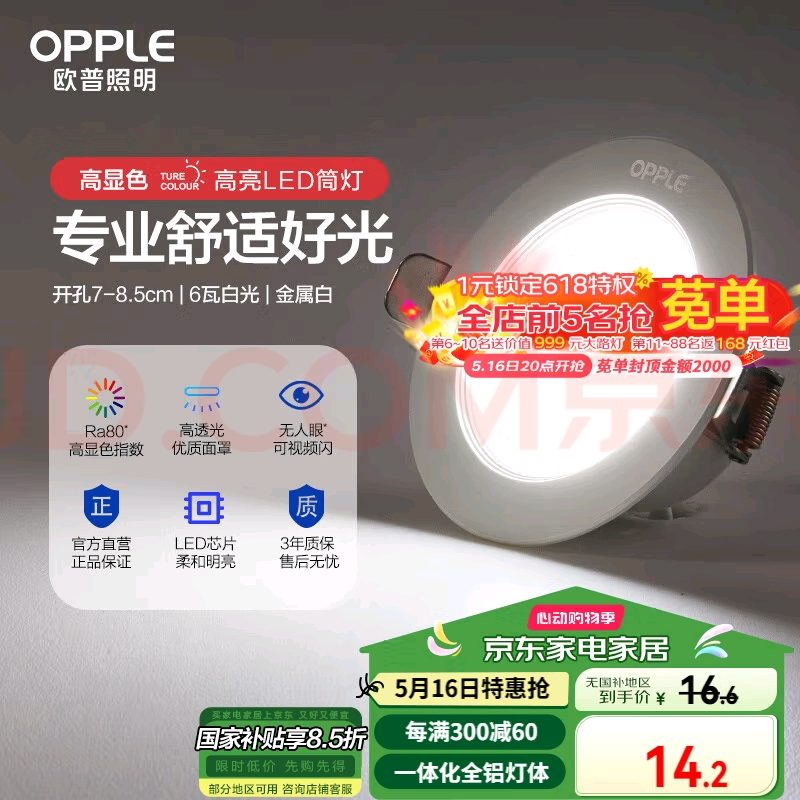 OPPLE
欧普照明
高显色 TURE COLOUR 高亮LED筒灯
专业舒适好光
开孔7-8.5cm | 6瓦白光 | 金属白
OPPLE
1元锁定618特权%
全店前5名抢 免单
第6~10名送价值 999 元大路灯 第11~88名返 168 元红包
5.16日20点开抢 免单封顶金额2000
Ra80*
高显色指数
高透光
优质面罩
无人眼*
可视频闪
正
官方直营
正品保证
LED芯片
柔和明亮
质
3年质保
售后无忧
JD.COM京东
心动购物季
京东家电家居
5月16日特惠抢
无国补地区
到手价 ¥ 16.6
每满300减60
14.2
一体化全铝灯体
买家电家居上京东 又好又便宜
国家补贴享8.5折
限时低价 先购先得
部分地区可用 咨询店铺客服